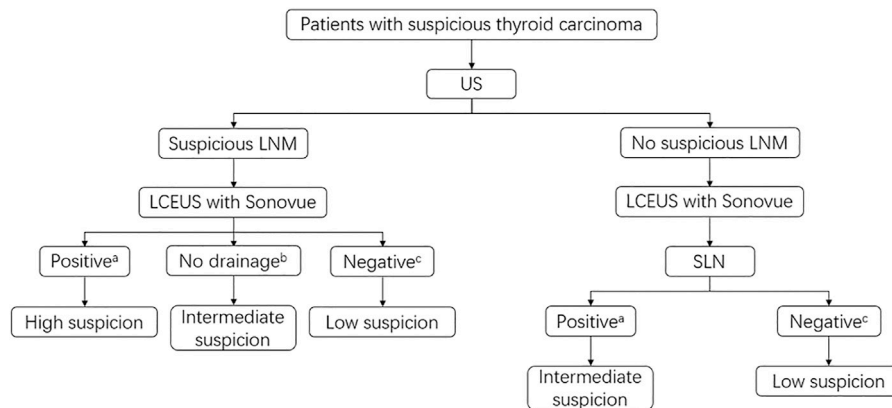 Patients with suspicious thyroid carcinoma
US
Suspicious LNM
No suspicious LNM
LCEUS with Sonovue
LCEUS with Sonovue
Positiveᵃ
No drainageᵇ
Negativeᶜ
SLN
High suspicion
Intermediate
suspicion
Low suspicion
Positiveᵃ
Negativeᶜ
Intermediate
suspicion
Low suspicion